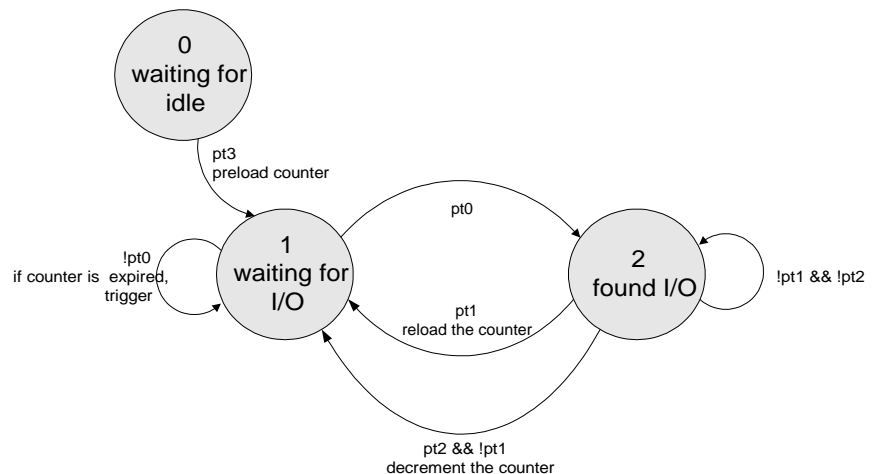 0
waiting for
idle
pt3
preload counter
pt0
!pt0
if counter is expired,
trigger
1
waiting for
I/O
2
found I/O
!pt1 && !pt2
pt1
reload the counter
pt2 && !pt1
decrement the counter